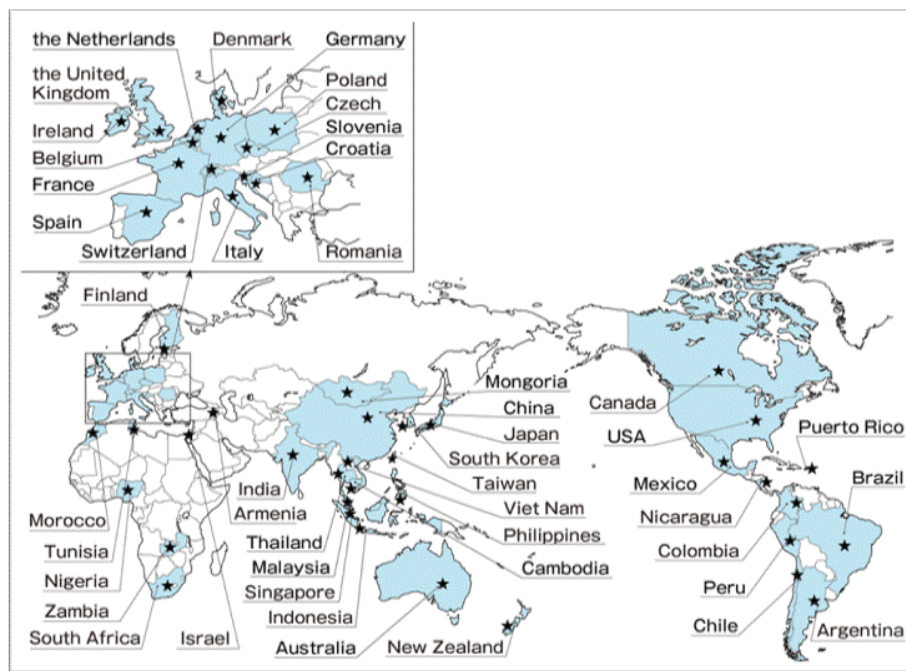 the Netherlands
Denmark
Germany
the United
Kingdom
Poland
Czech
Ireland
Slovenia
Belgium
Croatia
France
Spain
Switzerland
Italy
Romania
Finland
Mongoria
China
Canada
Japan
USA
Puerto Rico
South Korea
India
Taiwan
Mexico
Brazil
Morocco
Armenia
Viet Nam
Nicaragua
Tunisia
Thailand
Philippines
Colombia
Nigeria
Malaysia
Cambodia
Peru
Zambia
Singapore
Indonesia
Chile
South Africa
Israel
Australia
New Zealand
Argentina